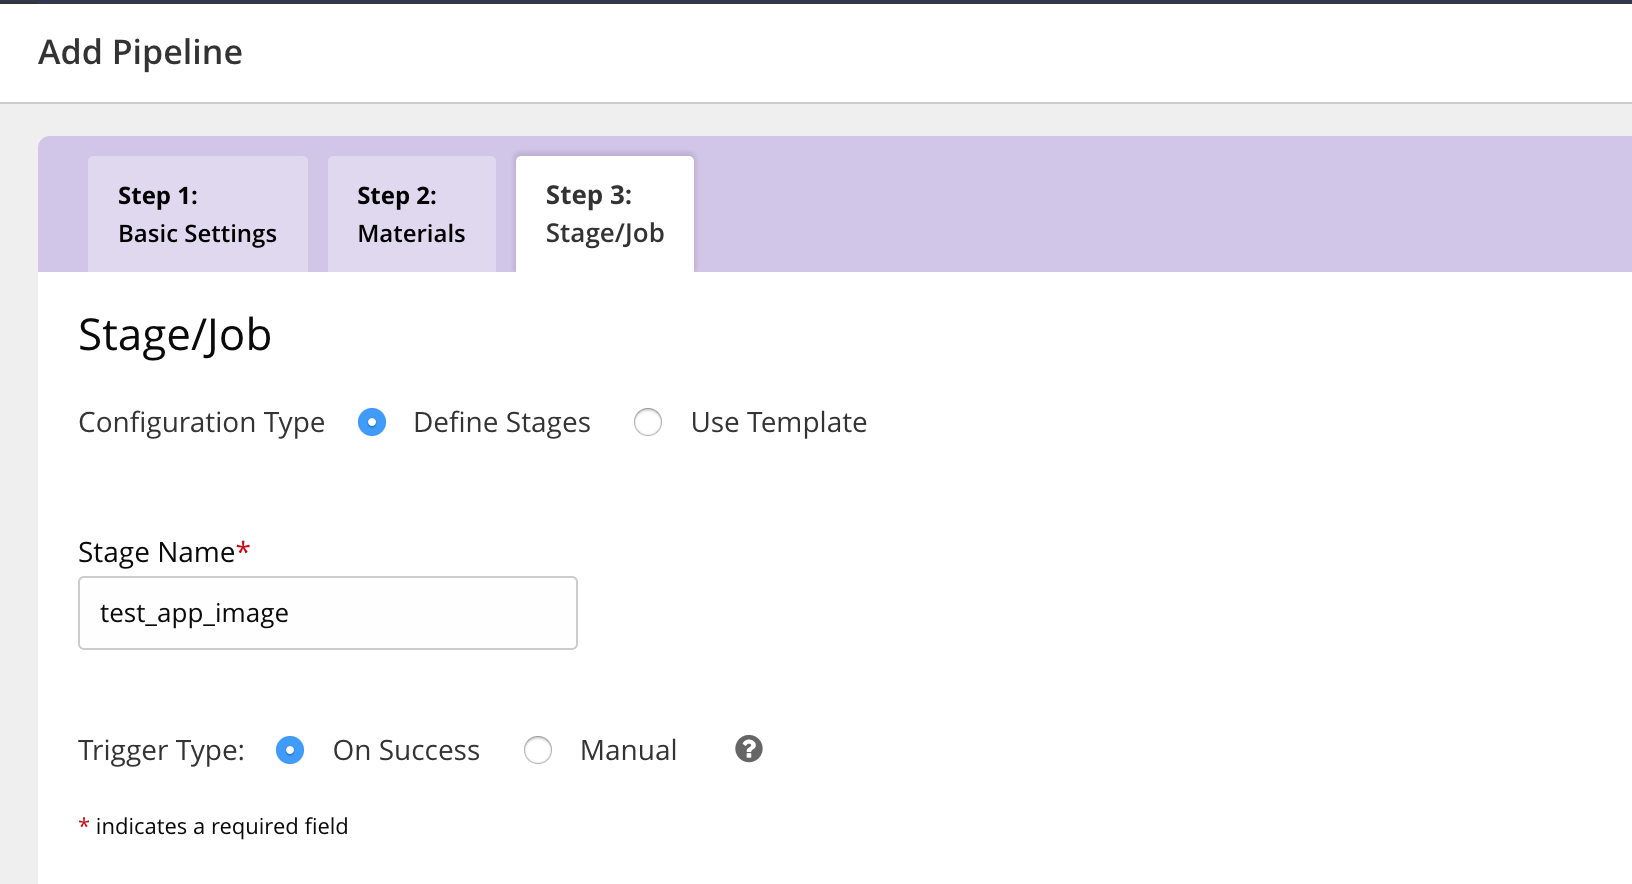 Add Pipeline
Step 1:
Basic Settings
Step 2:
Materials
Step 3:
Stage/Job
Stage/Job
Configuration Type Define Stages Use Template
Stage Name*
test_app_image
Trigger Type: On Success Manual ?
* indicates a required field